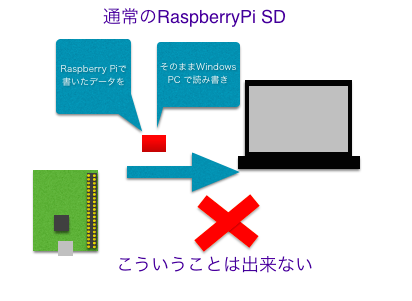 通常のRaspberryPi SD
Raspberry Piで
書いたデータを
そのままWindows
PC で読み書き
こういうことは出来ない